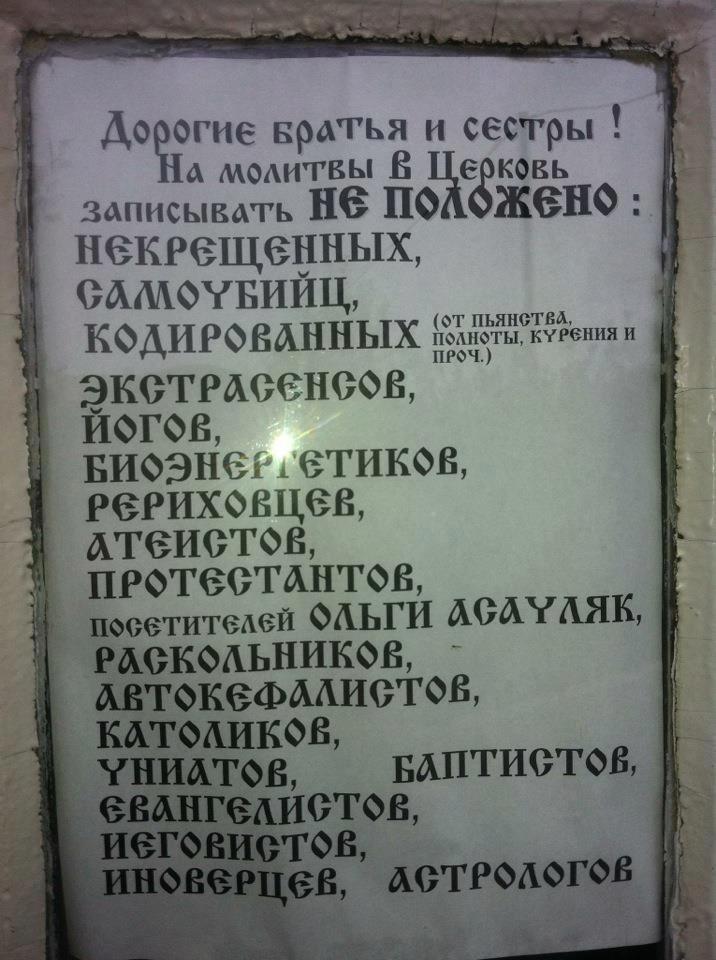 Дорогие братья и сестры !
На молитвы в Церковь
записывать НЕ ПОЛОЖЕНО :
НЕКРЕЩЕННЫХ,
САМОУБИЙЦ,
КОДИРОВАННЫХ (ОТ ПЬЯНСТВА,
ПОЛНОТЫ, КУРЕНИЯ И
ПРОЧ.)
ЭКСТРАСЕНСОВ,
ЙОГОВ,
БИОЭНЕРГЕТИКОВ,
РЕРИХОВЦЕВ,
АТЕИСТОВ,
ПРОТЕСТАНТОВ,
посетителей ОЛЬГИ АСАУЛЯК,
РАСКОЛЬНИКОВ,
АВТОКЕФАЛИСТОВ,
КАТОЛИКОВ,
УНИАТОВ, БАПТИСТОВ,
ЕВАНГЕЛИСТОВ,
ИЕГОВИСТОВ,
ИНОВЕРЦЕВ, АСТРОЛОГОВ